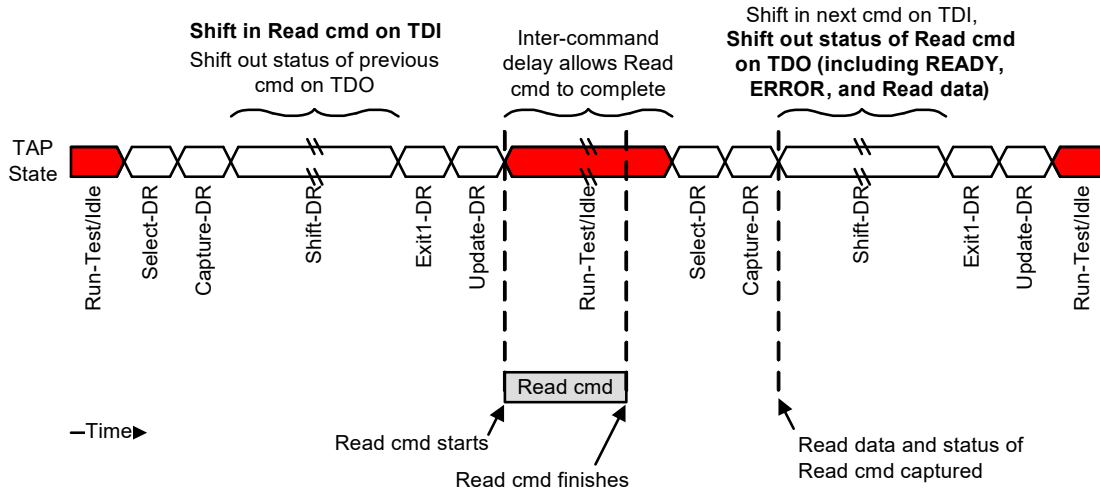 Shift in Read cmd on TDI
Shift out status of previous
cmd on TDO
Inter-command
delay allows Read
cmd to complete
Shift in next cmd on TDI,
Shift out status of Read cmd
on TDO (including READY,
ERROR, and Read data)
TAP
State
Run-Test/Idle
Select-DR
Capture-DR
Shift-DR
Exit1-DR
Update-DR
Run-Test/Idle
Select-DR
Capture-DR
Shift-DR
Exit1-DR
Update-DR
Run-Test/Idle
Read cmd
Time
Read cmd starts
Read cmd finishes
Read data and status of
Read cmd captured